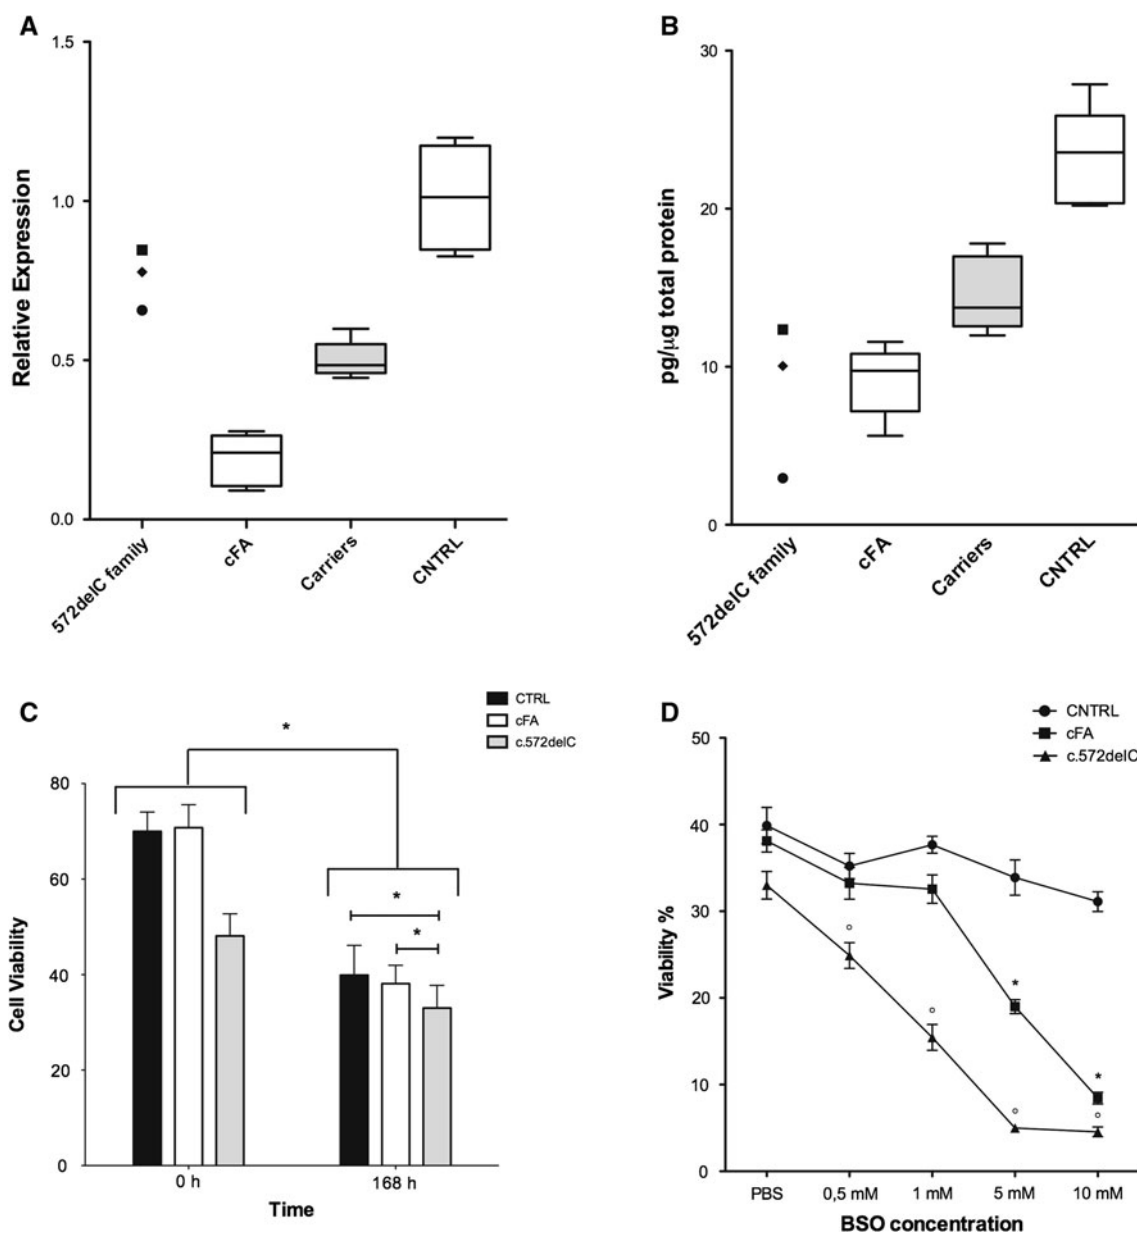 A
1.5
1.0
0.5
0.0
Relative Expression
572delC family
cFA
Carriers
CNTRL
B
30
20
10
0
pg/µg total protein
572delC family
cFA
Carriers
CNTRL
C
CTRL
cFA
c.572delC
*
80
60
40
20
0
*
*
Cell Viability
0 h
168 h
Time
D
CNTRL
cFA
c.572delC
50
40
30
20
10
0
Viability %
°
°
*
°
*
°
PBS
0,5 mM
1 mM
5 mM
10 mM
BSO concentration